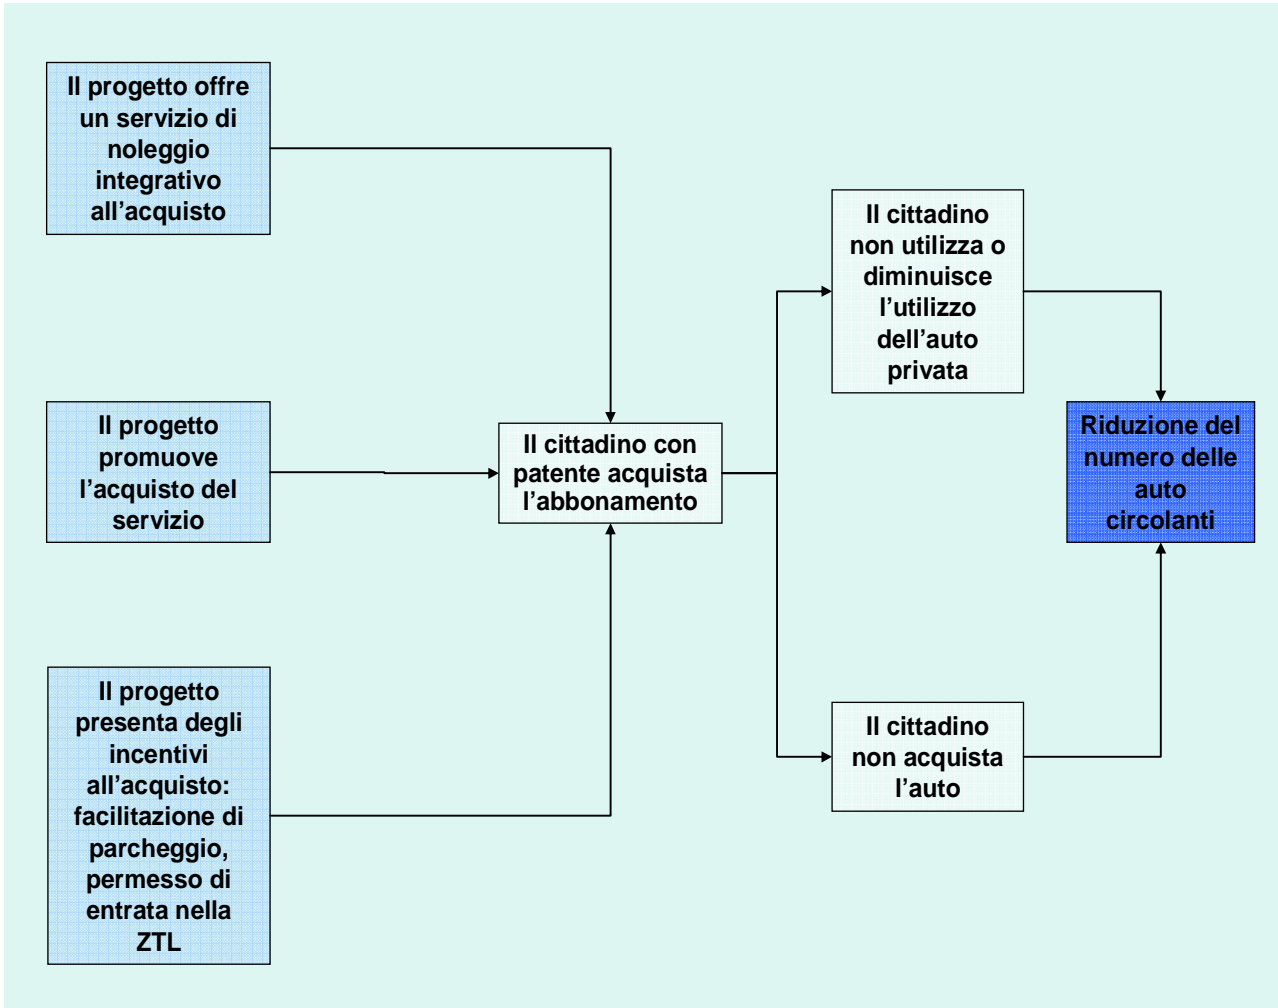 Il progetto offre
un servizio di
noleggio
integrativo
all’acquisto
Il progetto
promuove
l’acquisto del
servizio
Il progetto
presenta degli
incentivi
all’acquisto:
facilitazione di
parcheggio,
permesso di
entrata nella
ZTL
Il cittadino con
patente acquista
l’abbonamento
Il cittadino
non utilizza o
diminuisce
l’utilizzo
dell’auto
privata
Il cittadino
non acquista
l’auto
Riduzione del
numero delle
auto
circolanti